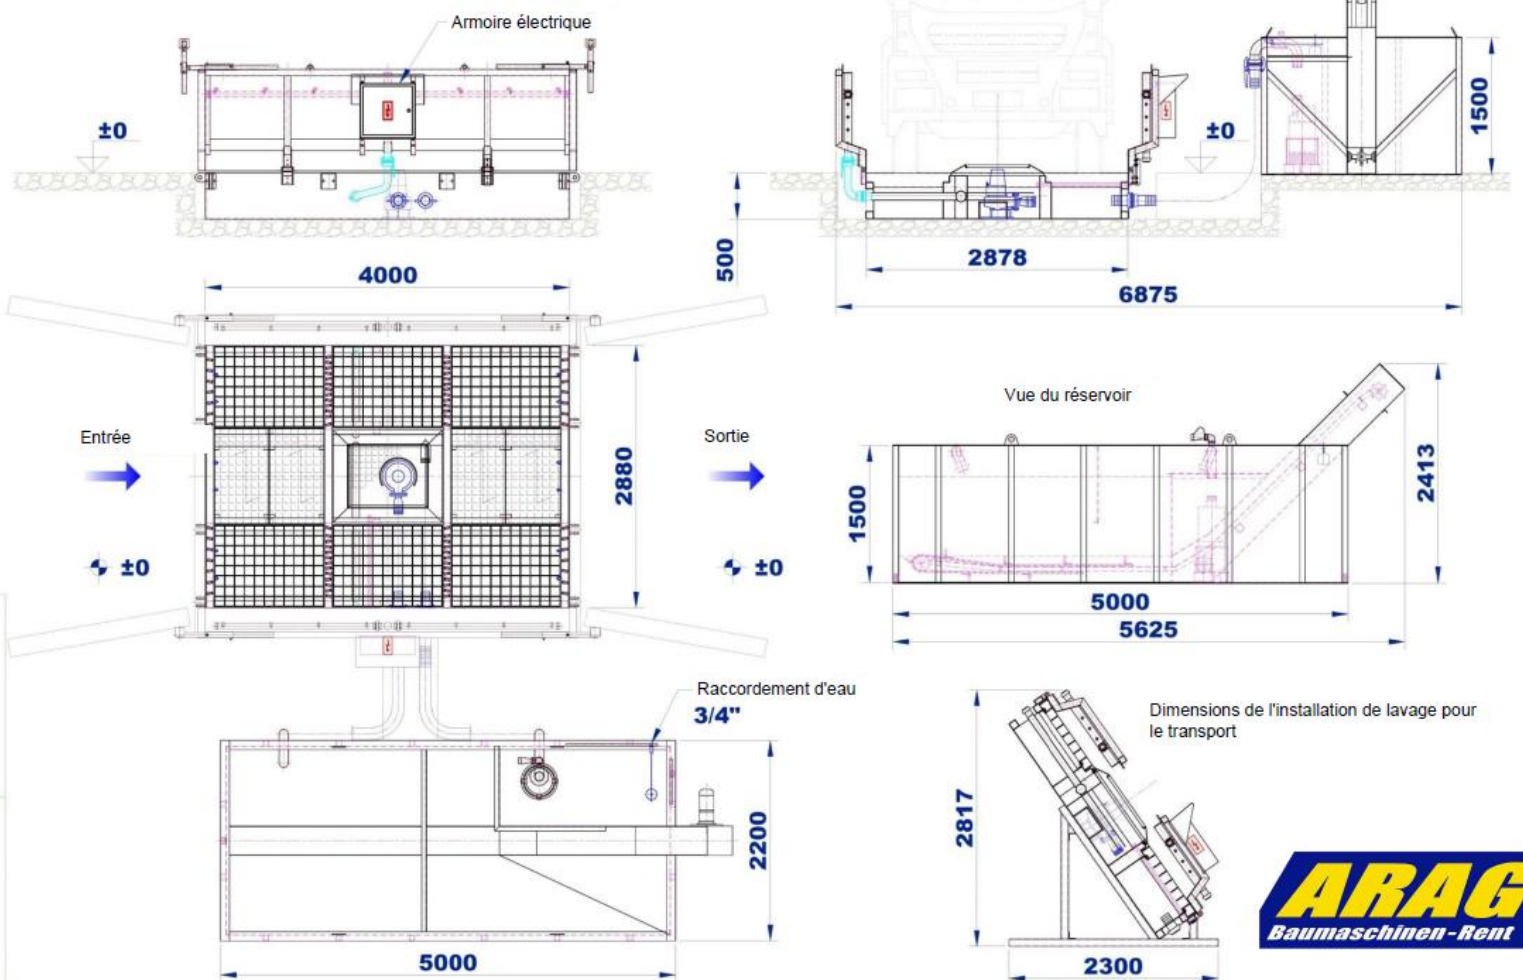 Armoire électrique
±0
±0
1500
500
2878
6875
4000
Entrée
2880
Sortie
±0
±0
Vue du réservoir
1500
2413
5000
5625
Raccordement d'eau
3/4"
2200
5000
Dimensions de l'installation de lavage pour
le transport
2817
2300
ARAG
Baumaschinen-Rent